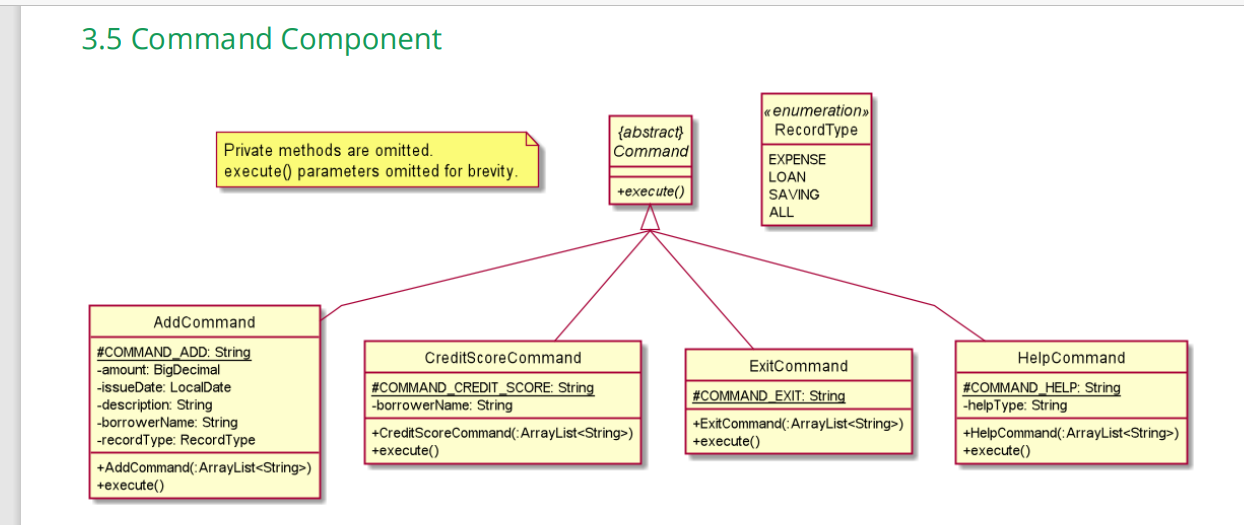 3.5 Command Component
Private methods are omitted.
execute() parameters omitted for brevity.
{abstract}
Command
+execute()
«enumeration»
RecordType
EXPENSE
LOAN
SAVING
ALL
AddCommand
#COMMAND_ADD: String
-amount: BigDecimal
-issueDate: LocalDate
-description: String
-borrowerName: String
-recordType: RecordType
+AddCommand(:ArrayList<String>)
+execute()
CreditScoreCommand
#COMMAND_CREDIT_SCORE: String
-borrowerName: String
+CreditScoreCommand(:ArrayList<String>)
+execute()
ExitCommand
#COMMAND_EXIT: String
+ExitCommand(:ArrayList<String>)
+execute()
HelpCommand
#COMMAND_HELP: String
-helpType: String
+HelpCommand(:ArrayList<String>)
+execute()